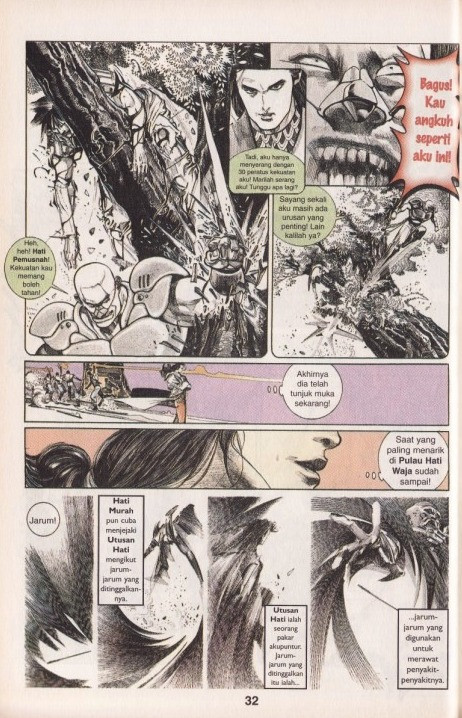 Bagus!
Kau
angkuh
seperti
aku ini!
Tadi, aku hanya
menyerang dengan
30 peratus kekuatan
aku! Marilah serang
aku! Tunggu apa lagi?
Sayang sekali
aku masih ada
urusan yang
penting! Lain
kalilah ya?
Heh,
heh! Hati
Pemusnah!
Kekuatan kau
memang
boleh
tahan!
Akhirnya
dia telah
tunjuk muka
sekarang!
Saat yang
paling menarik
di Pulau Hati
Waja sudah
sampai!
Jarum!
Hati
Murah
pun cuba
menjejaki
Utusan
Hati
mengikut
jarum-
jarum yang
ditinggalkan-
nya.
Utusan
Hati ialah
seorang
pakar
akupuntur.
Jarum-
jarum yang
ditinggalkan
itu ialah...
...jarum-
jarum yang
digunakan
untuk
merawat
penyakit-
penyakitnya.
32